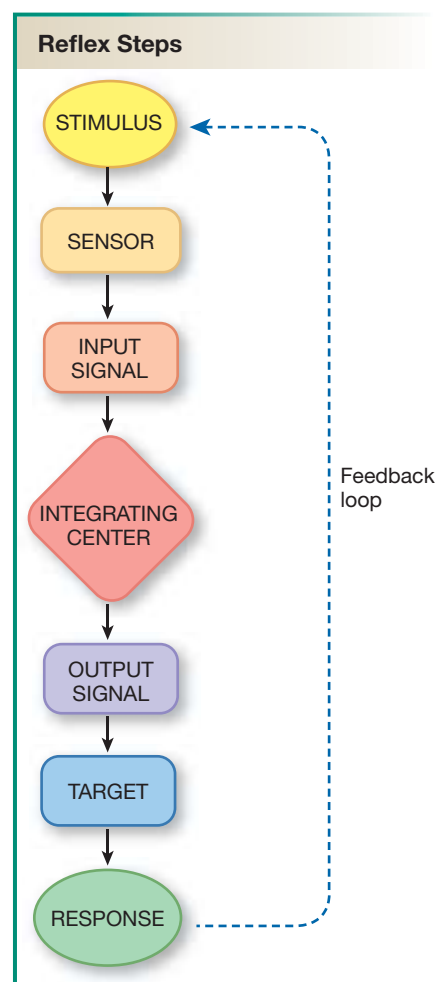 Reflex Steps
STIMULUS
SENSOR
INPUT
SIGNAL
INTEGRATING
CENTER
OUTPUT
SIGNAL
TARGET
RESPONSE
Feedback
loop